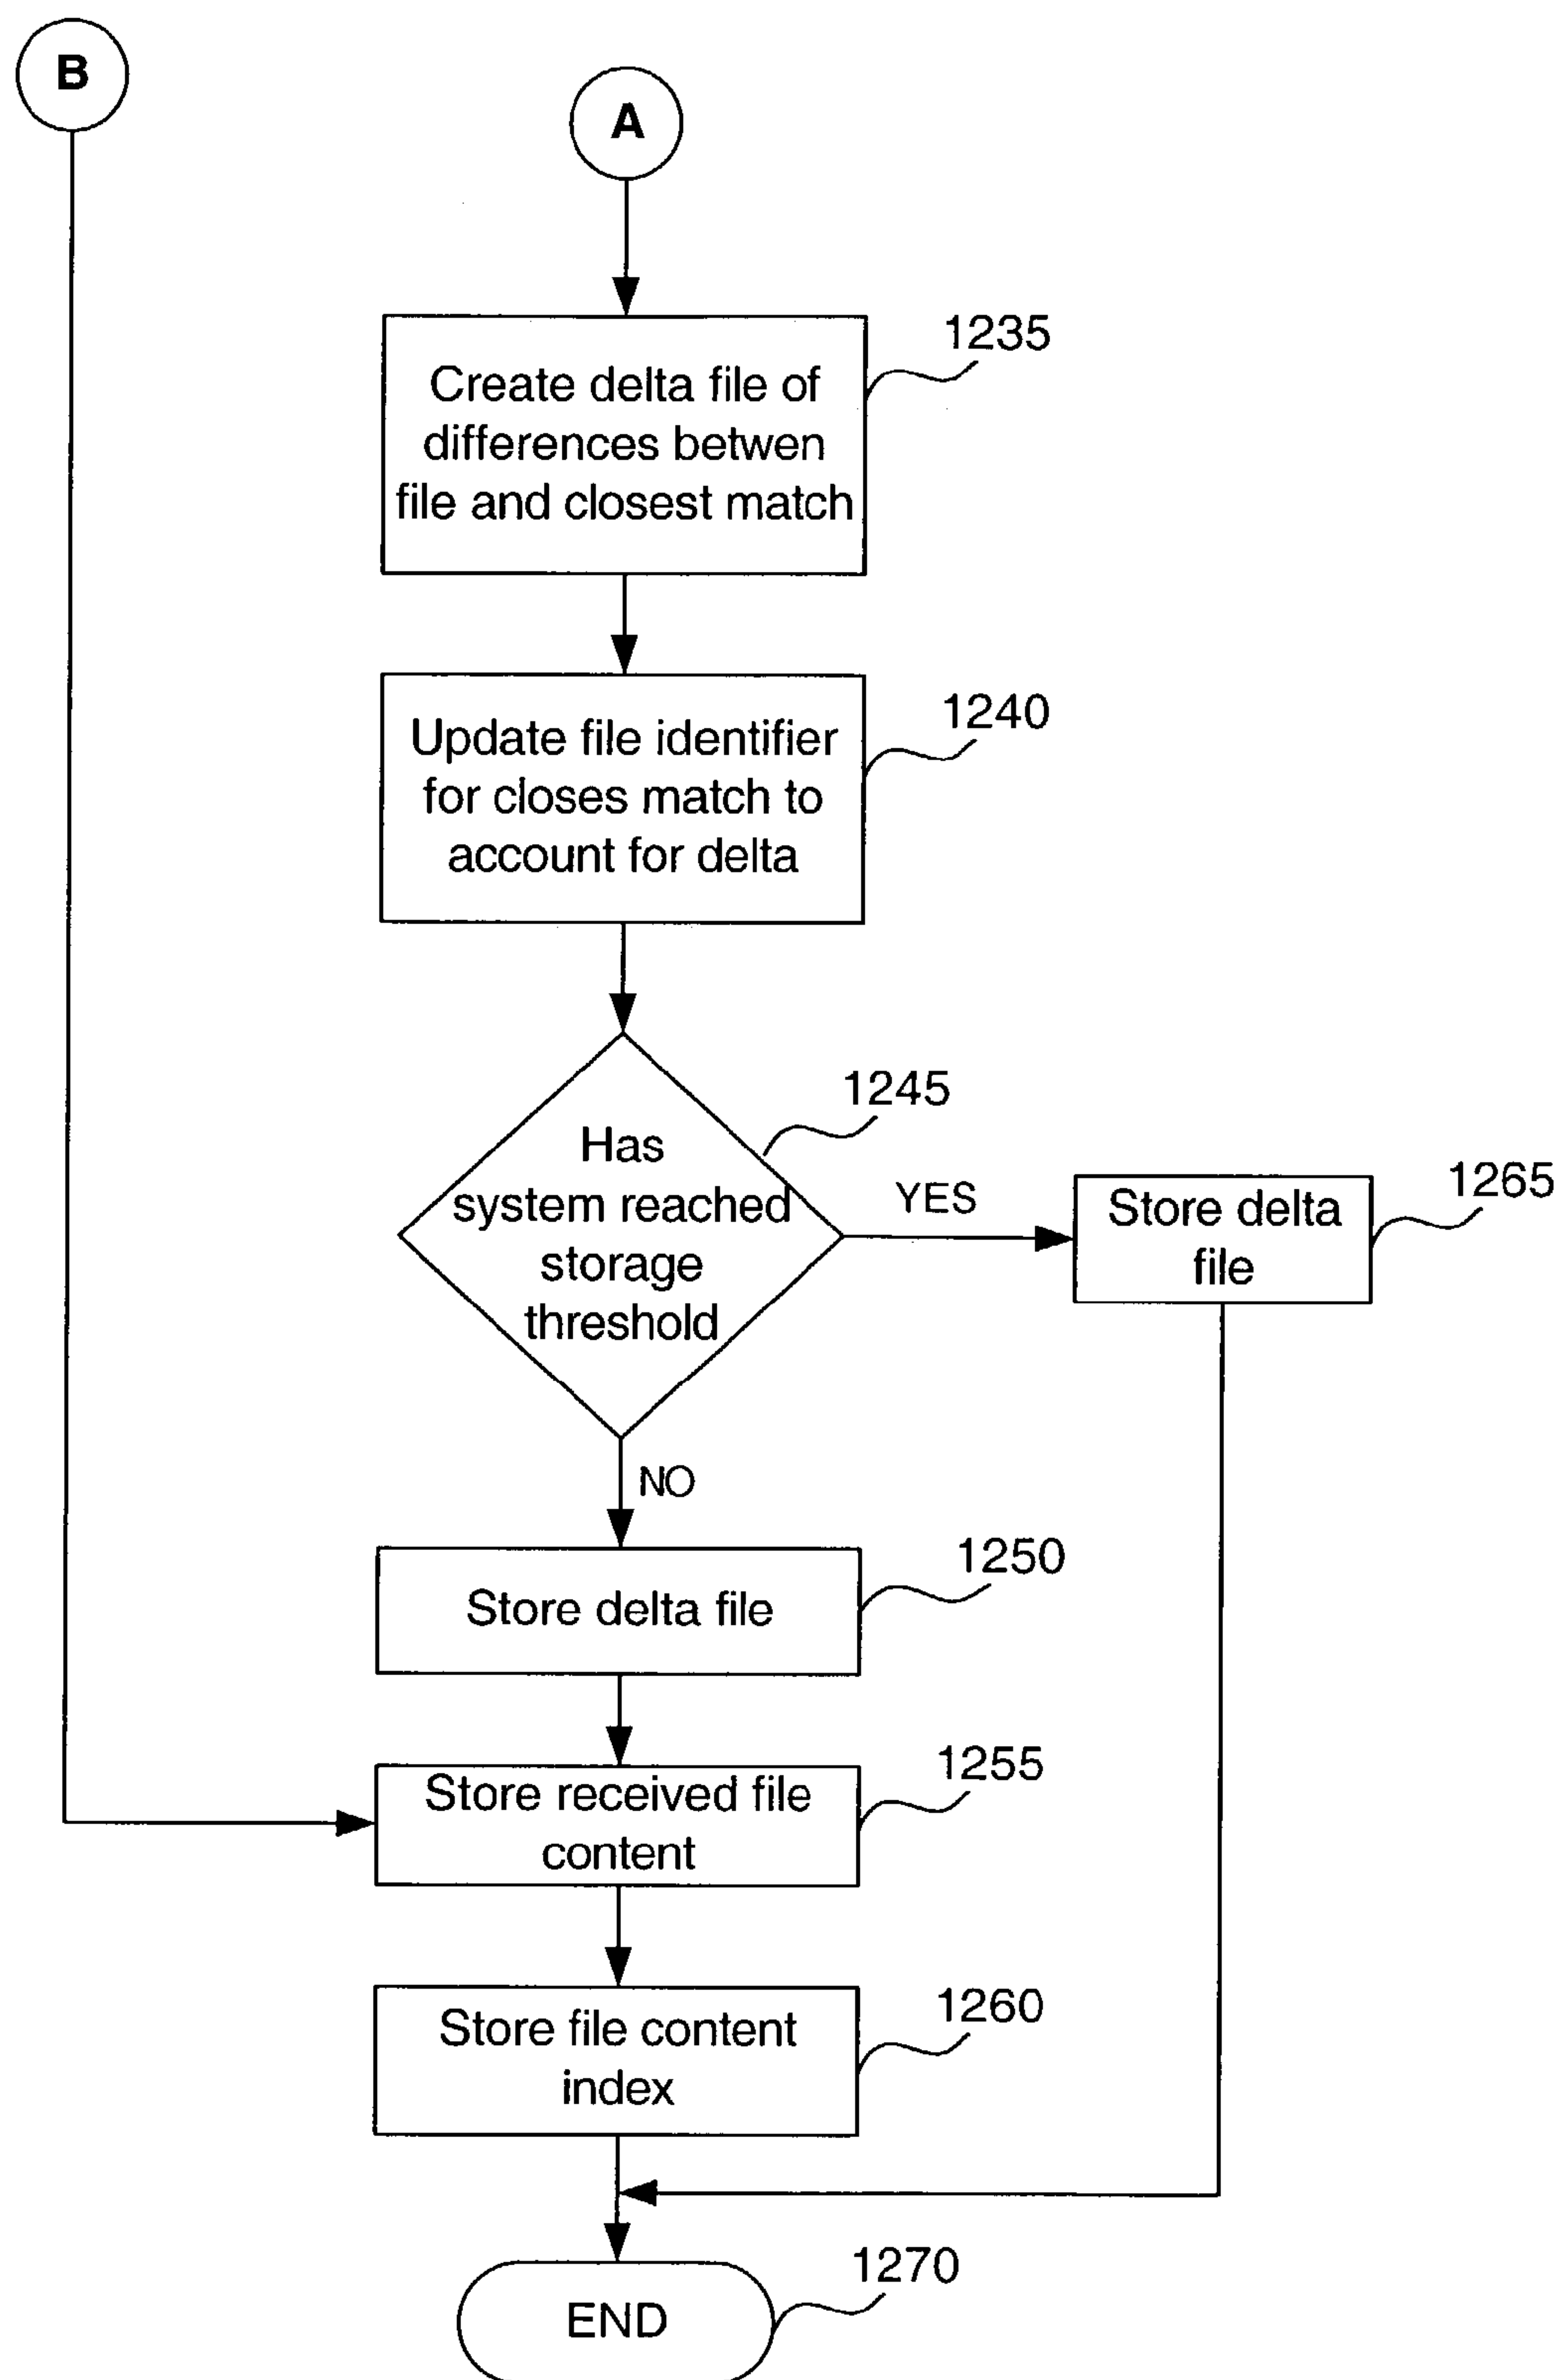 B
A
1235
Create delta file of
differences betwen
file and closest match
1240
Update file identifier
for closes match to
account for delta
1245
Has
system reached
storage
threshold
YES
1265
Store delta
file
NO
1250
Store delta file
1255
Store received file
content
1260
Store file content
index
1270
END